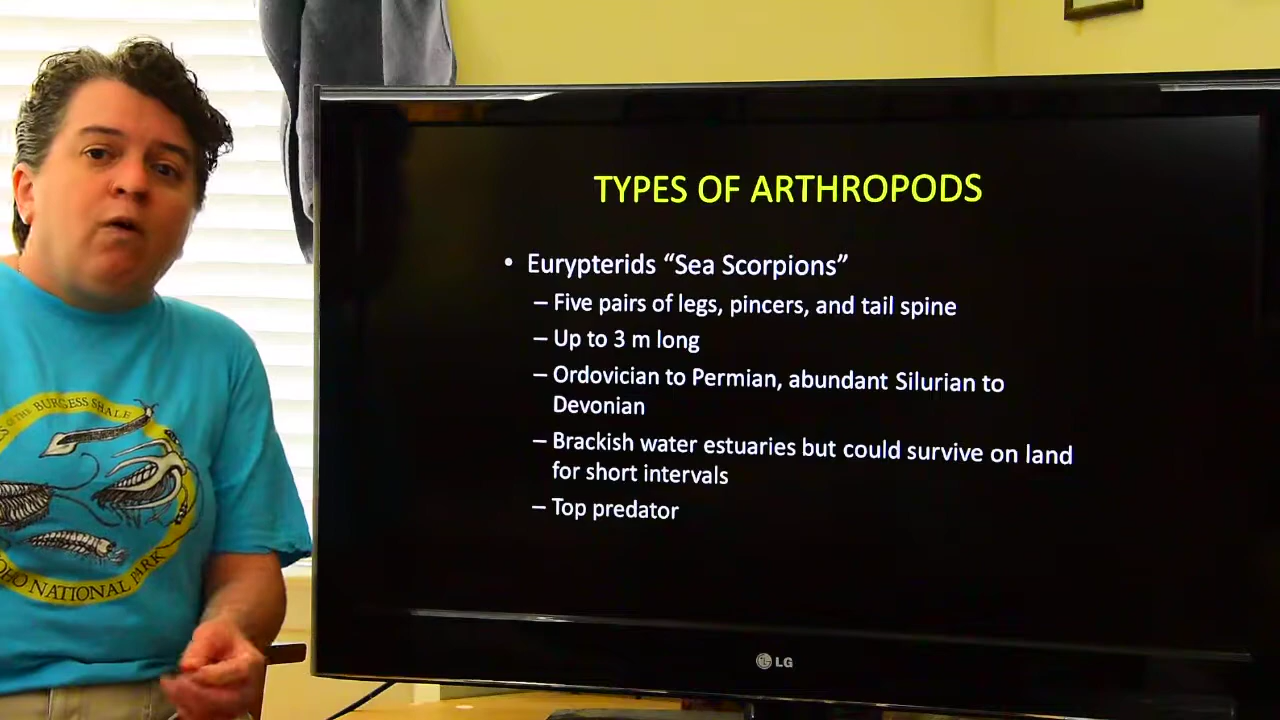 TYPES OF ARTHROPODS
• Eurypterids “Sea Scorpions”
– Five pairs of legs, pincers, and tail spine
– Up to 3 m long
– Ordovician to Permian, abundant Silurian to
Devonian
– Brackish water estuaries but could survive on land
for short intervals
– Top predator
LG
THE BURGESS SHALE
NATIONAL PARK